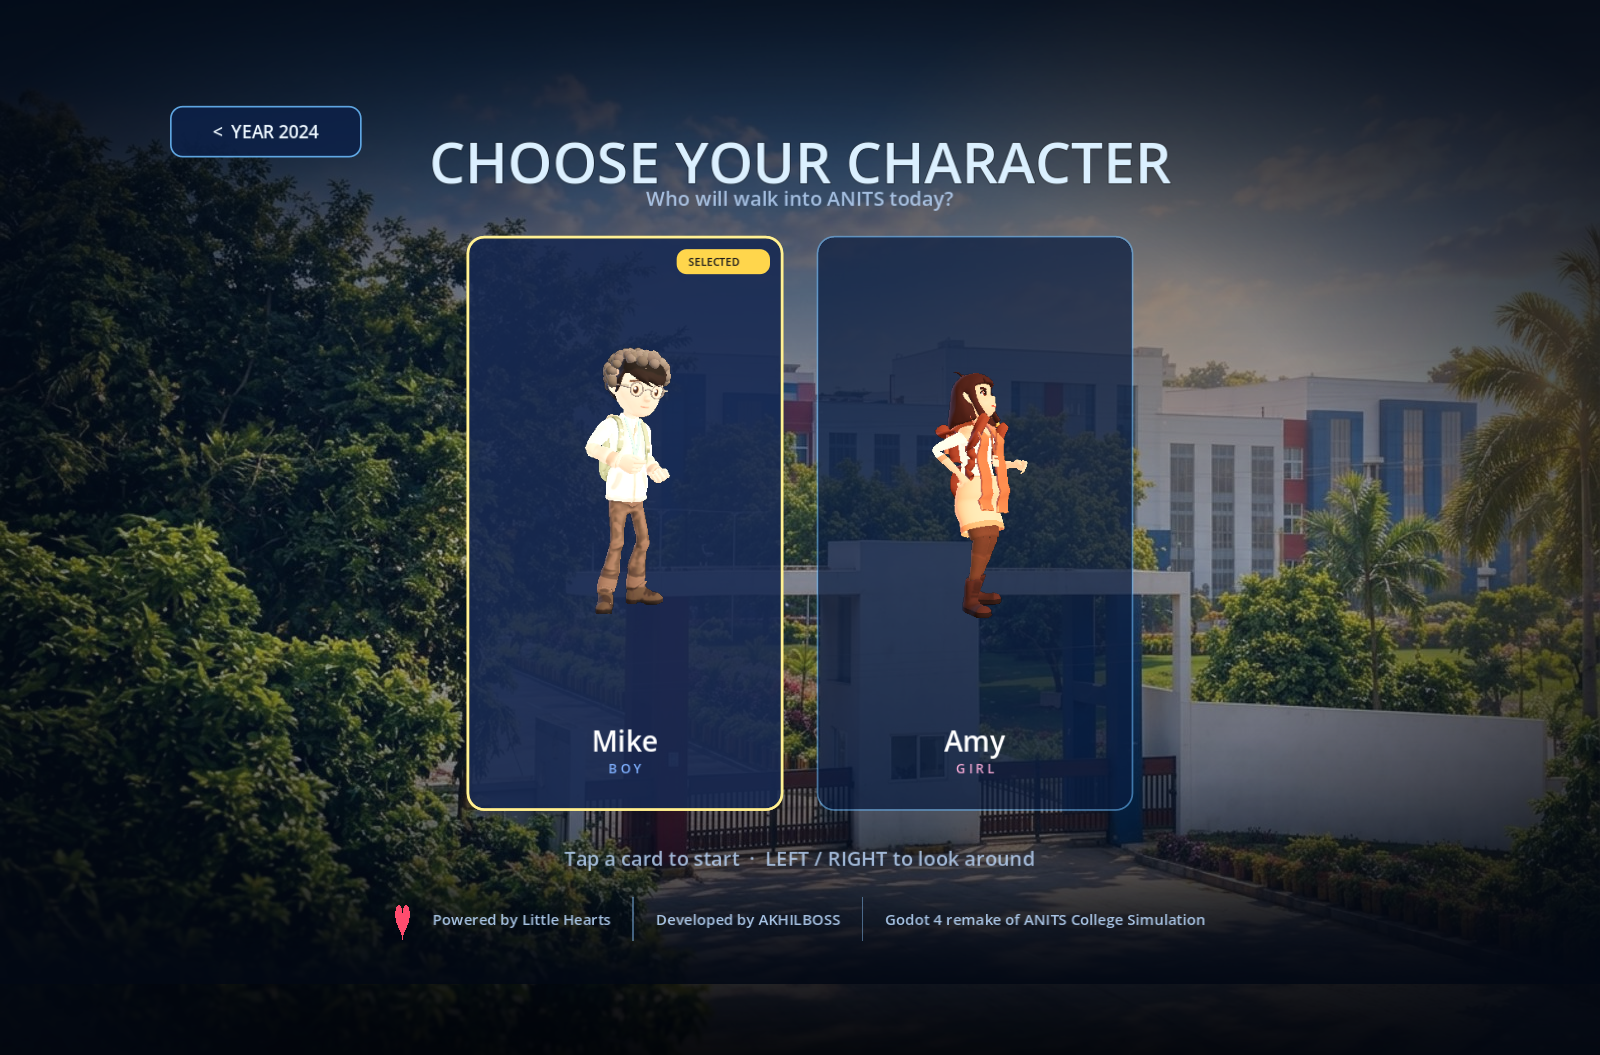 < YEAR 2024
CHOOSE YOUR CHARACTER
Who will walk into ANITS today?
SELECTED
Mike
BOY
Amy
GIRL
Tap a card to start · LEFT / RIGHT to look around
Powered by Little Hearts
Developed by AKHILBOSS
Godot 4 remake of ANITS College Simulation